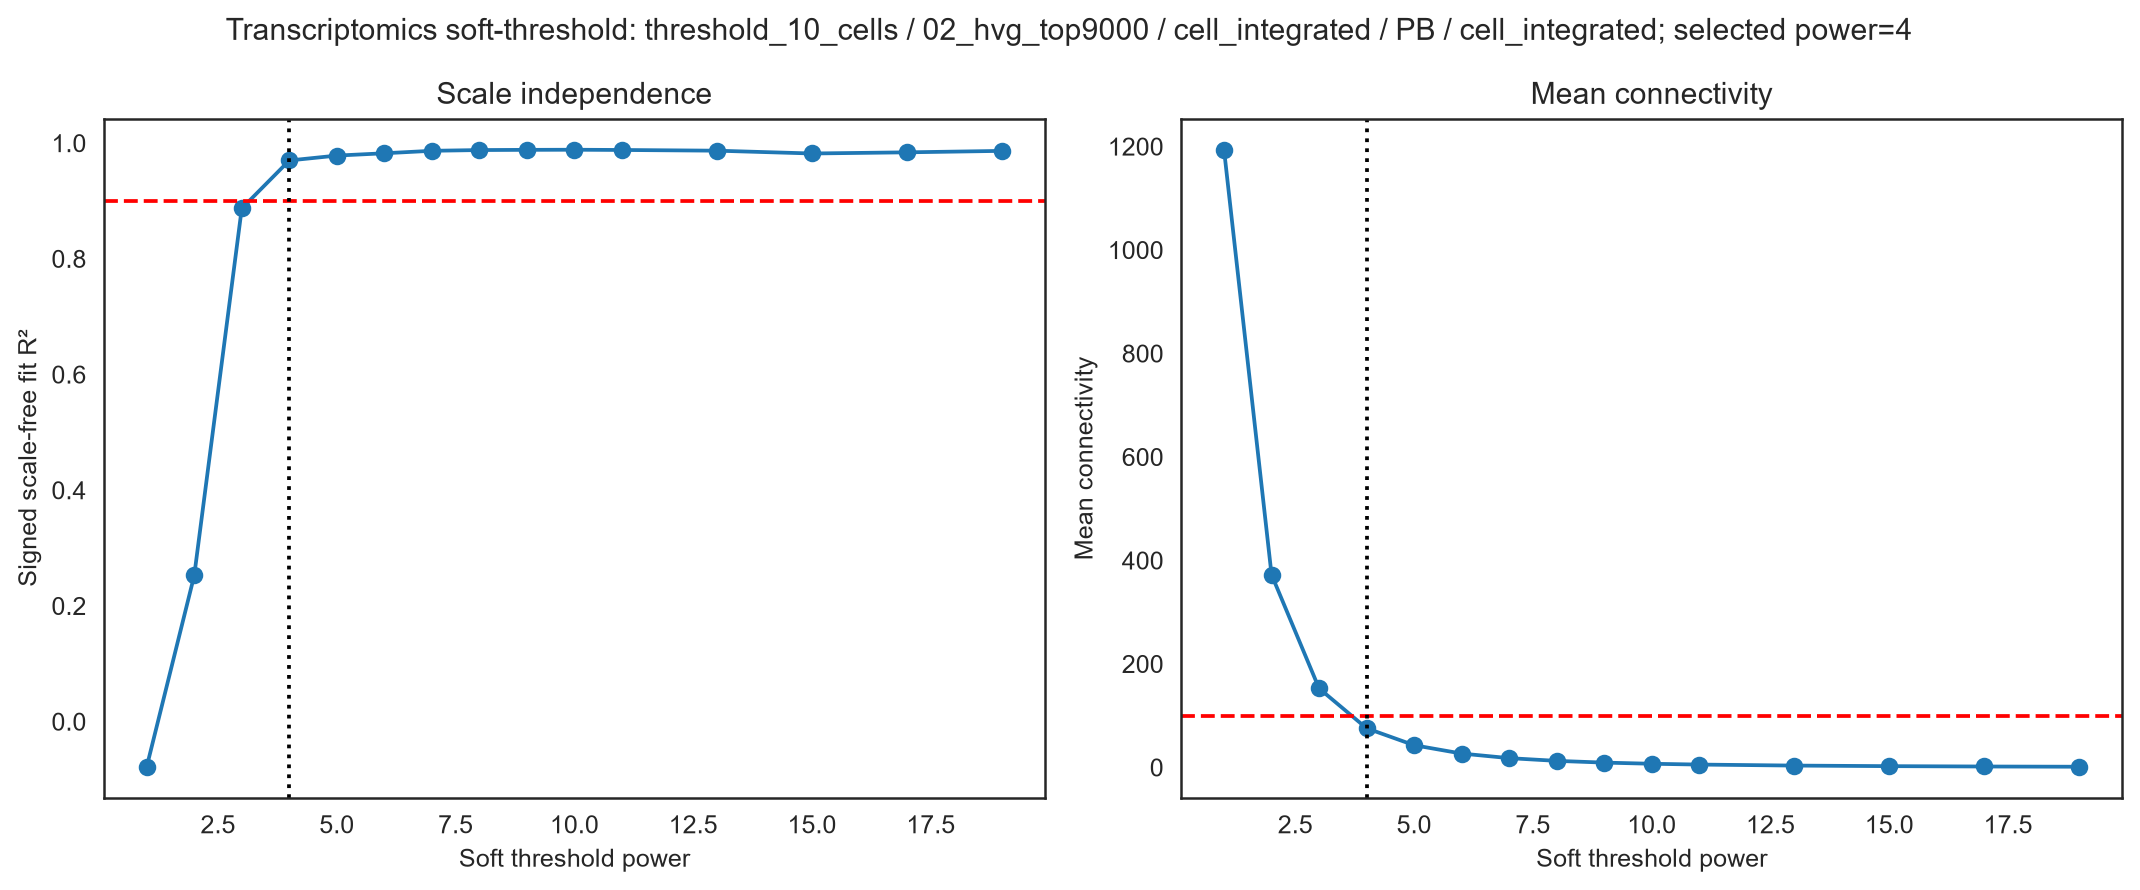 Transcriptomics soft-threshold: threshold_10_cells / 02_hvg_top9000 / cell_integrated / PB / cell_integrated; selected power=4
Scale independence
1.0
0.8
0.6
0.4
0.2
0.0
Signed scale-free fit R²
2.5 5.0 7.5 10.0 12.5 15.0 17.5
Soft threshold power
Mean connectivity
1200
1000
800
600
400
200
0
Mean connectivity
2.5 5.0 7.5 10.0 12.5 15.0 17.5
Soft threshold power